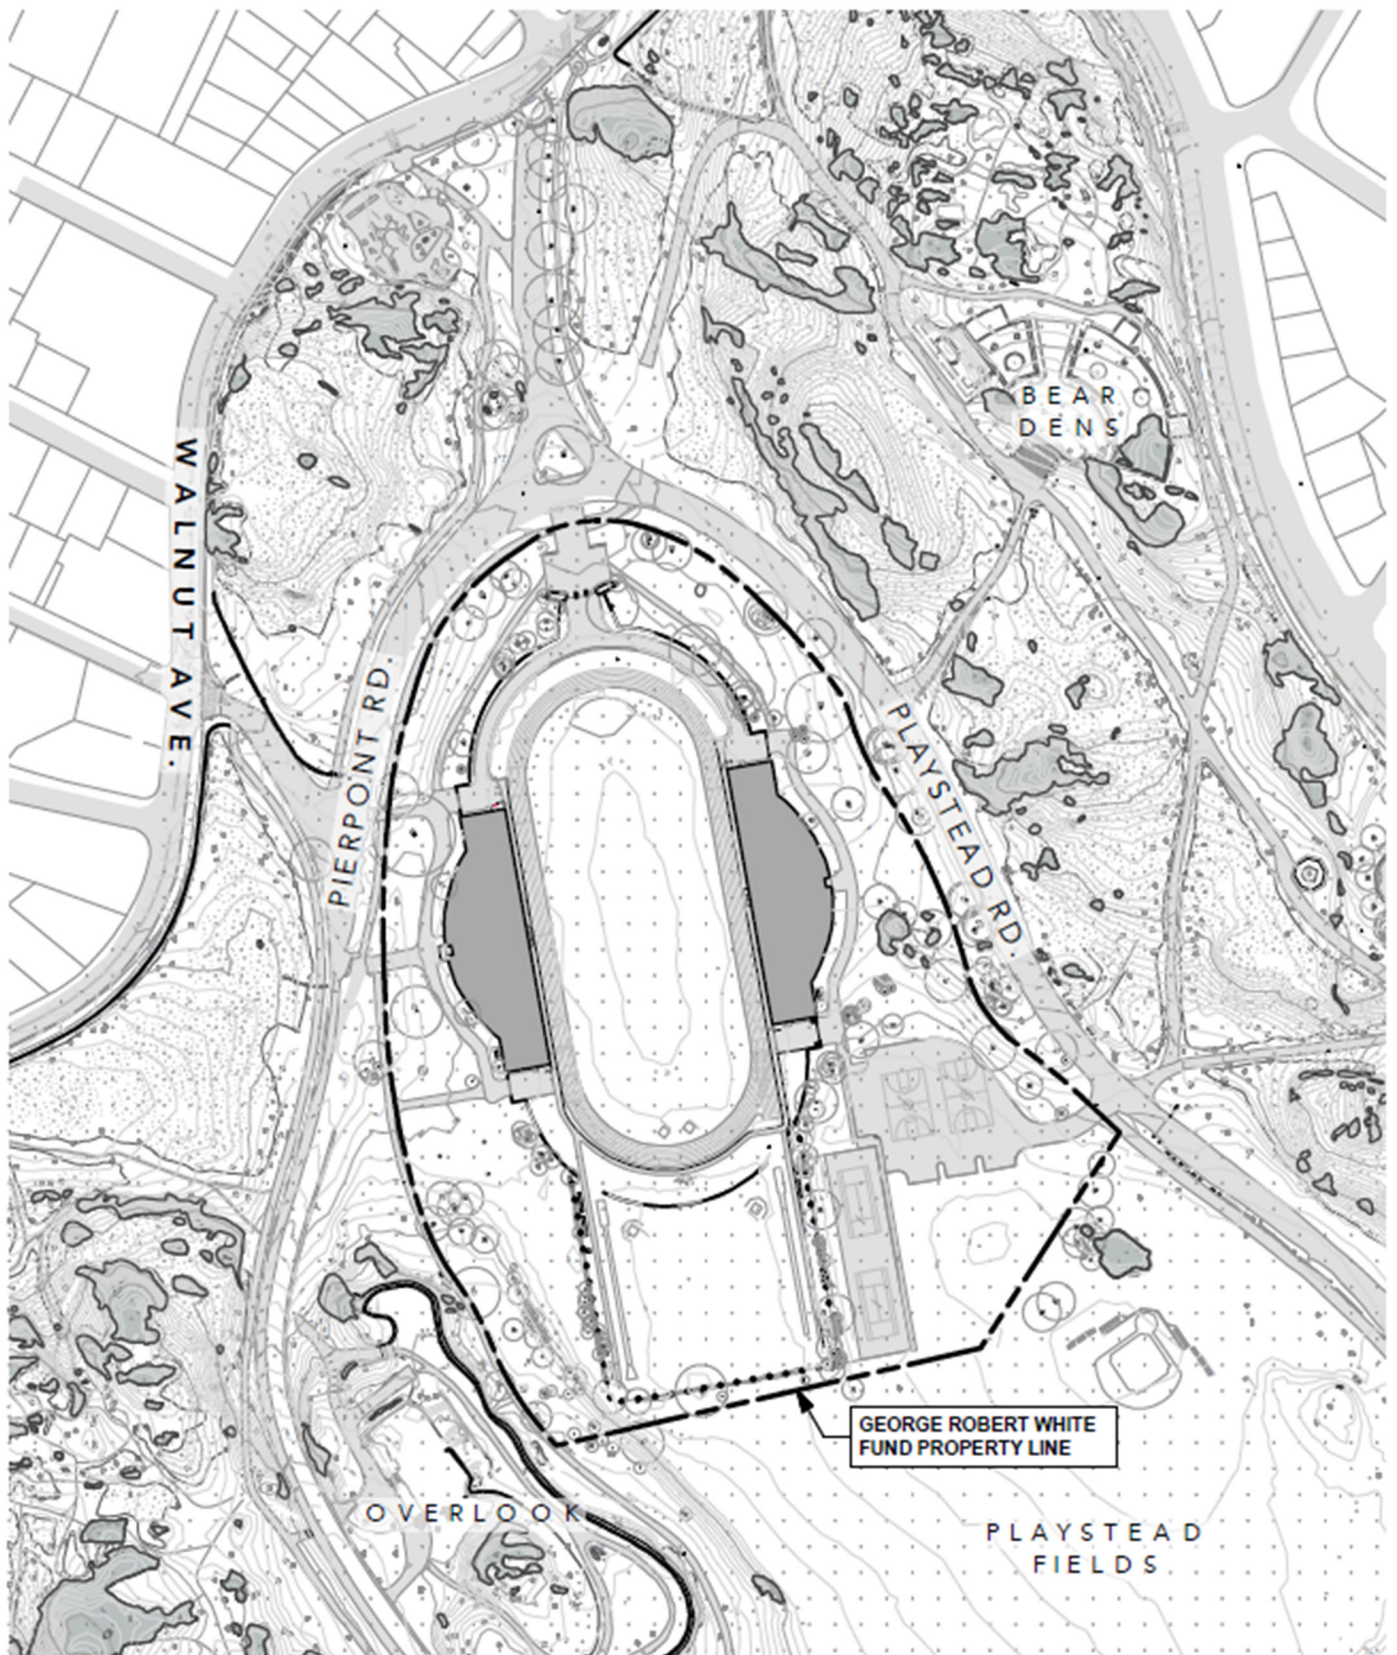 BEAR
DENS
WALNUT AVE.
PIERPONT RD.
PLAYSTEAD RD.
GEORGE ROBERT WHITE
FUND PROPERTY LINE
OVERLOOK
PLAYSTEAD
FIELDS